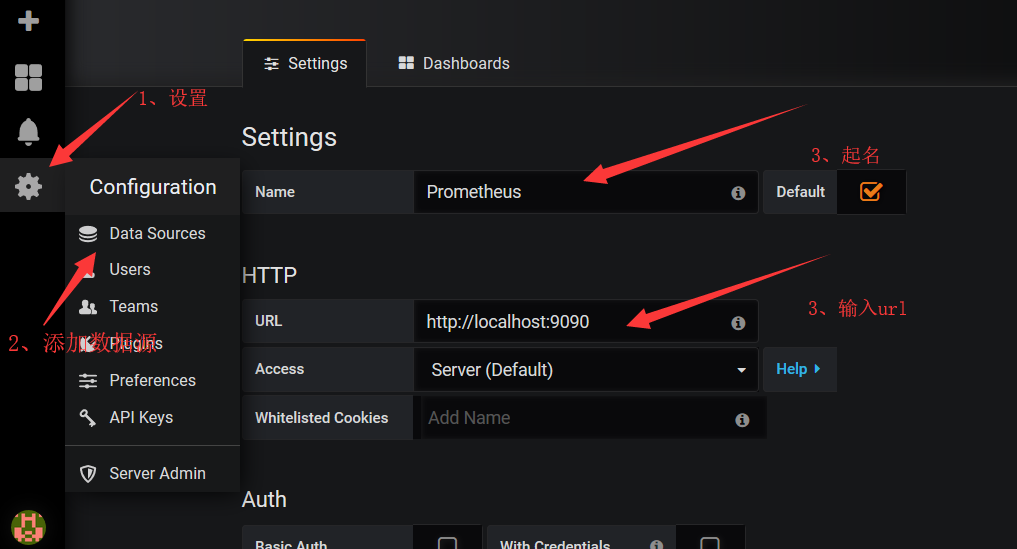 Settings
Dashboards
1、设置
Settings
3、起名
Configuration
Name
Prometheus
Default
Data Sources
Users
HTTP
Teams
URL
http://localhost:9090
3、输入url
2、添加数据源
Plugins
Access
Server (Default)
Help
Preferences
API Keys
Whitelisted Cookies
Add Name
Server Admin
Auth
Basic Auth
With Credentials